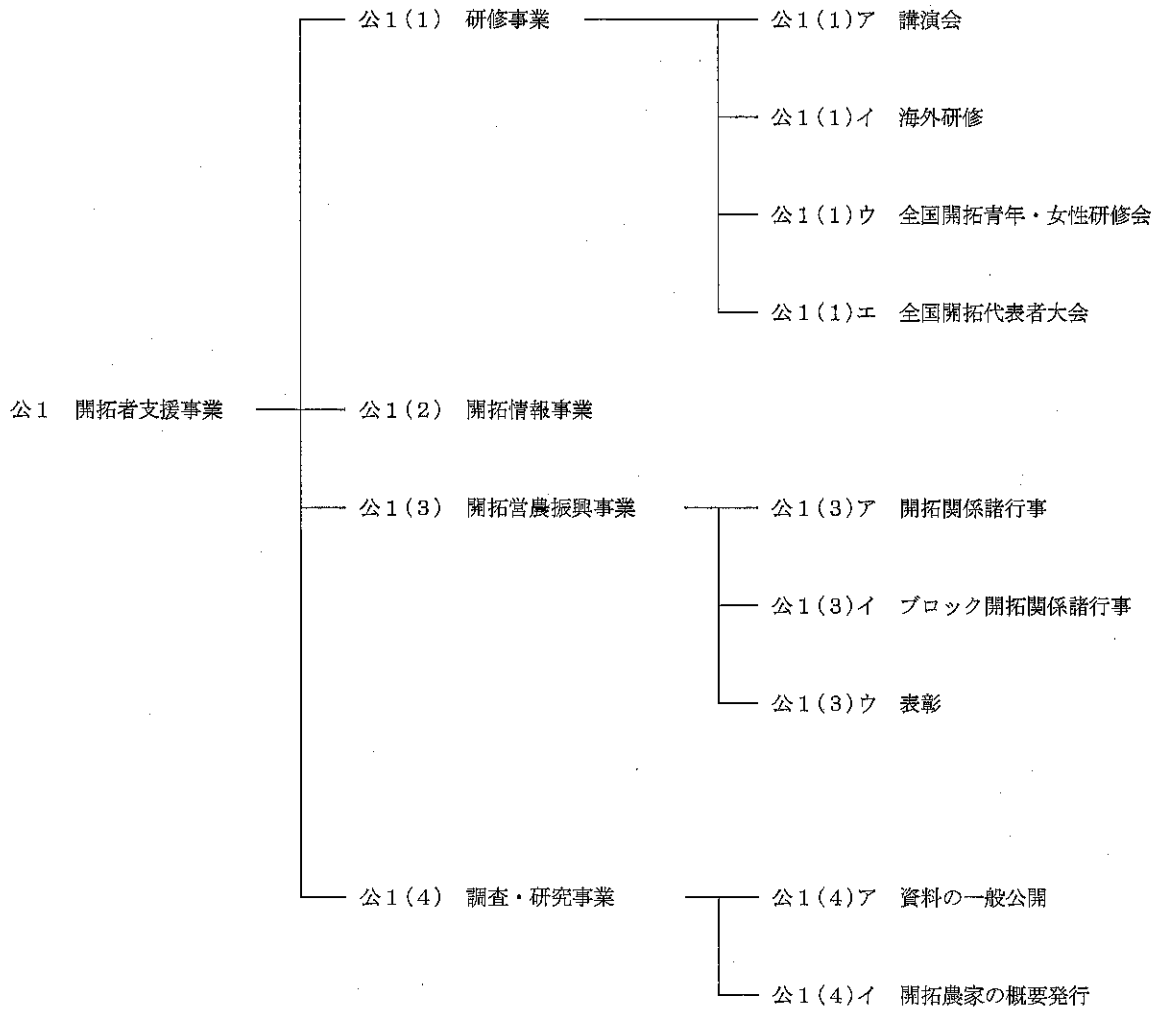 公1(1) 研修事業
公1(1)ア 講演会
公1(1)イ 海外研修
公1(1)ウ 全国開拓青年・女性研修会
公1(1)エ 全国開拓代表者大会
公1 開拓者支援事業
公1(2) 開拓情報事業
公1(3) 開拓営農振興事業
公1(3)ア 開拓関係諸行事
公1(3)イ ブロック開拓関係諸行事
公1(3)ウ 表彰
公1(4) 調査・研究事業
公1(4)ア 資料の一般公開
公1(4)イ 開拓農家の概要発行